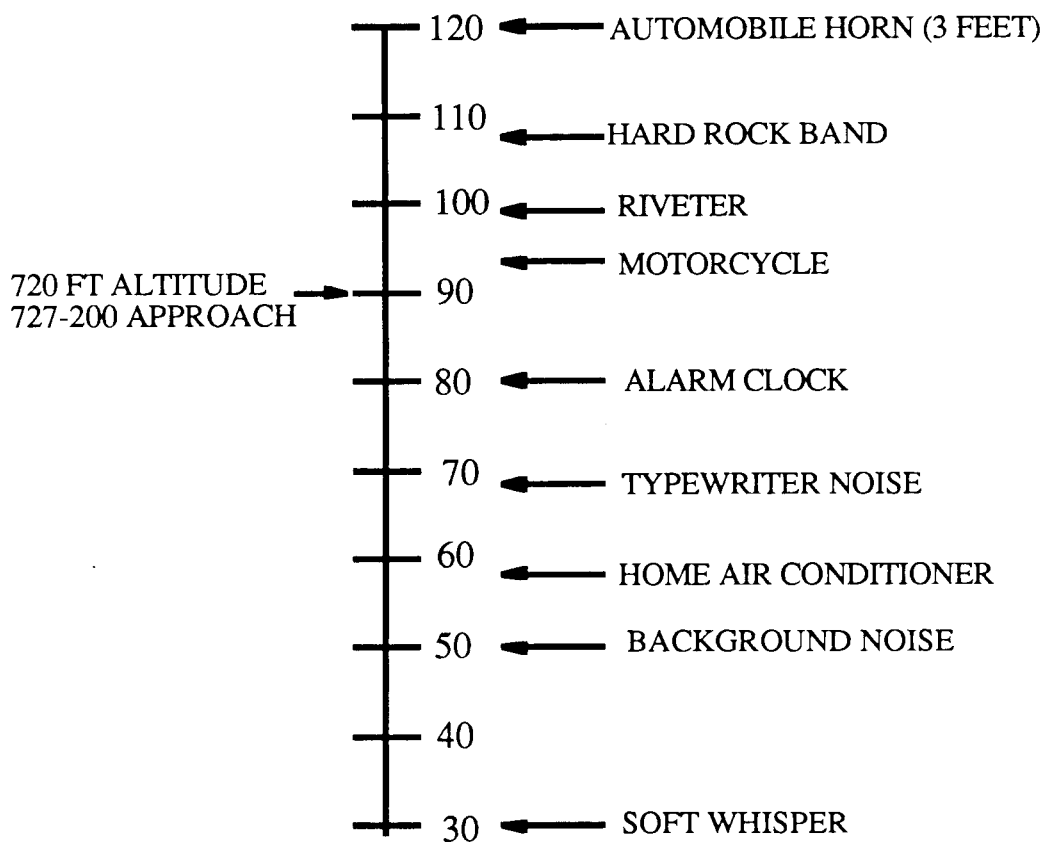 120 AUTOMOBILE HORN (3 FEET)
110
HARD ROCK BAND
100 RIVETER
MOTORCYCLE
720 FT ALTITUDE
727-200 APPROACH
90
80 ALARM CLOCK
70
TYPEWRITER NOISE
60
HOME AIR CONDITIONER
50 BACKGROUND NOISE
40
30 SOFT WHISPER